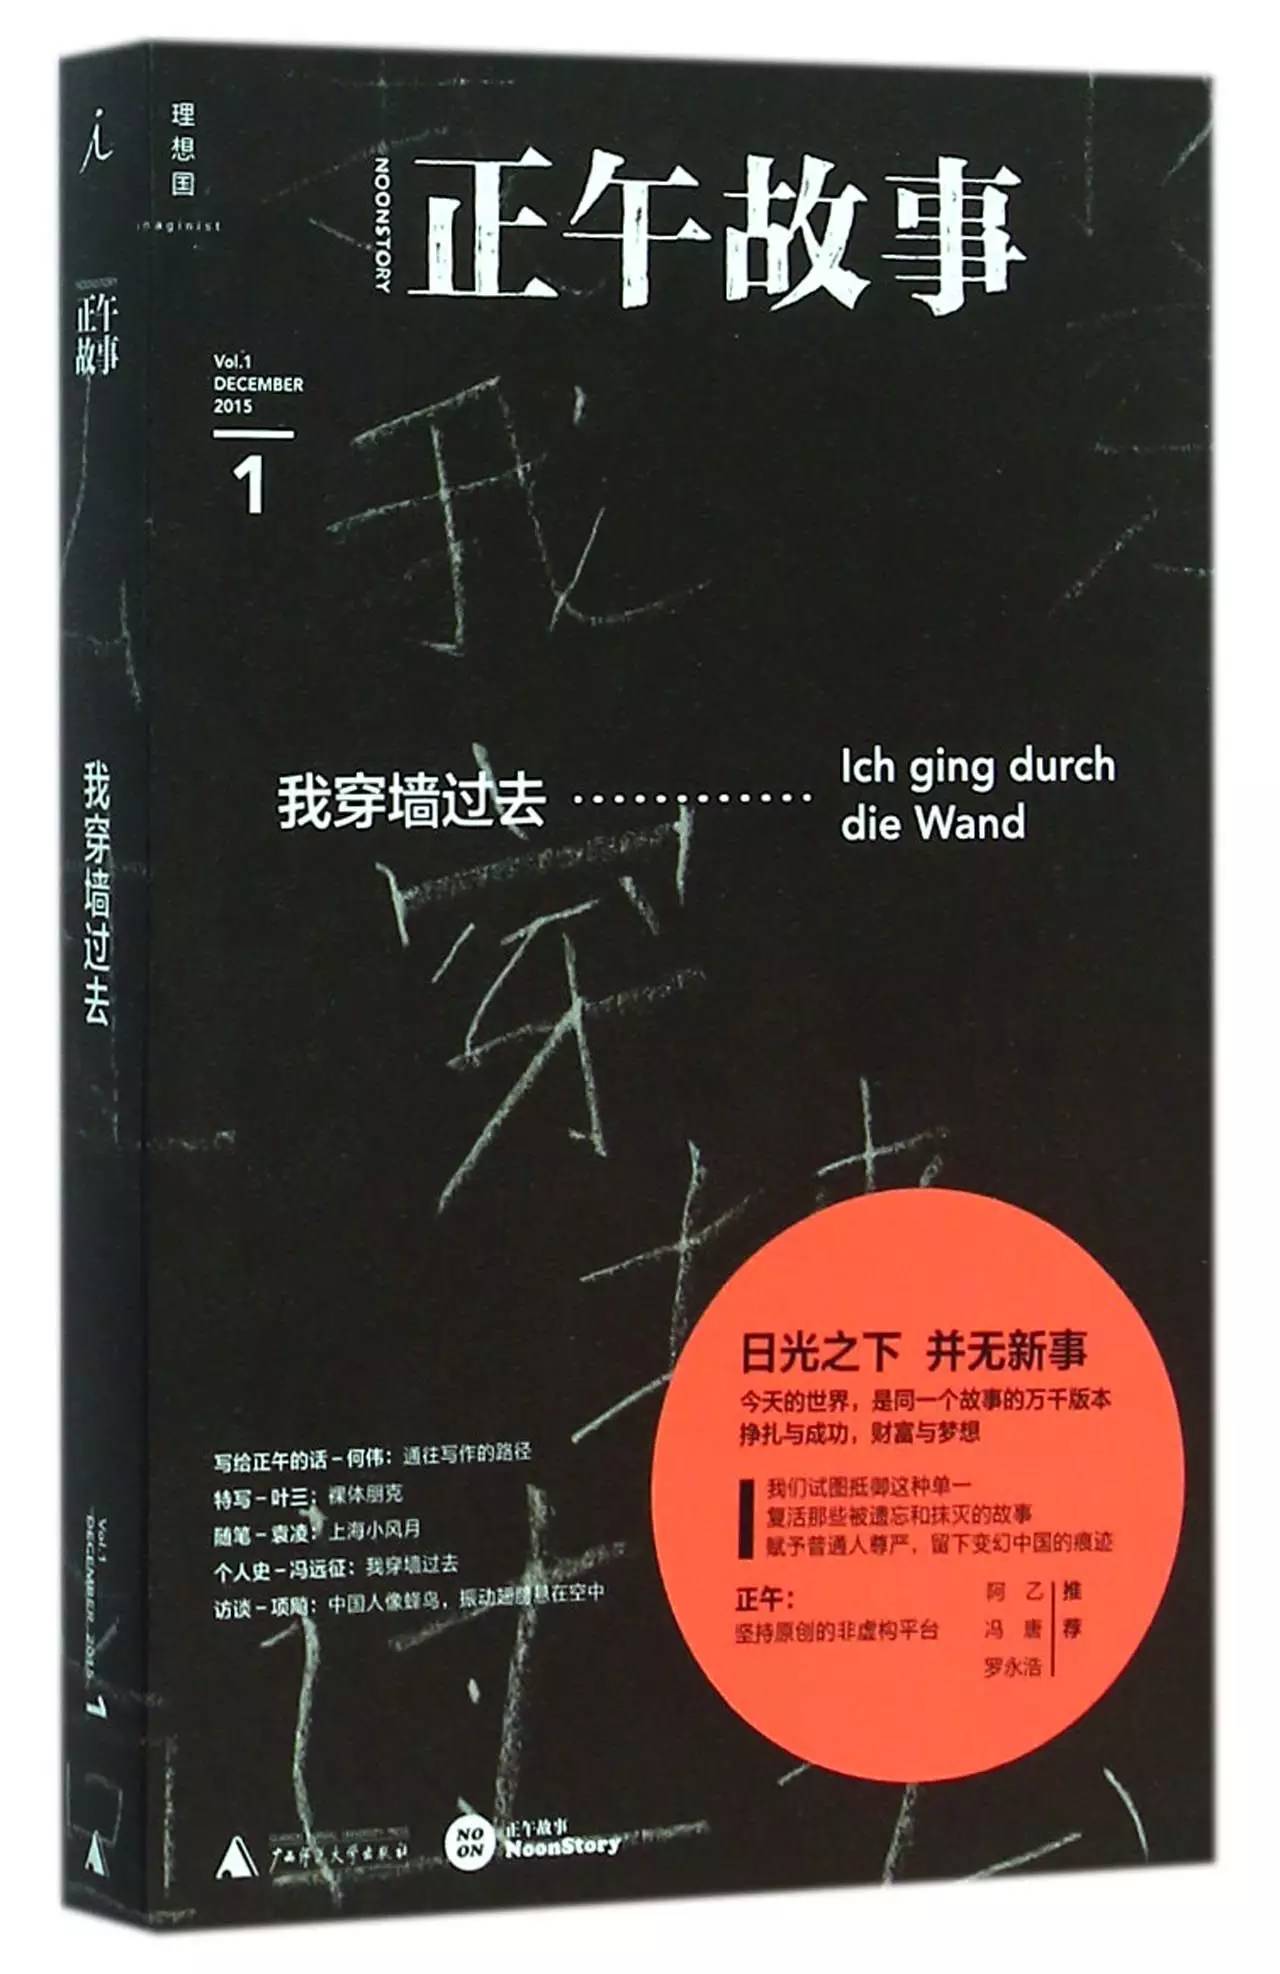 理想国
imaginist
NOONSTORY
正午故事
Vol.1
DECEMBER
2015
1
我穿墙过去
Ich ging durch
die Wand
我
穿
墙
过
日光之下 并无新事
今天的世界，是同一个故事的万千版本
挣扎与成功，财富与梦想
我们试图抵御这种单一
复活那些被遗忘和抹灭的故事
赋予普通人尊严，留下变幻中国的痕迹
正午：
坚持原创的非虚构平台
阿乙
冯唐
罗永浩
推荐
写给正午的话－何伟：通往写作的路径
特写－叶三：裸体朋克
随笔－袁凌：上海小风月
个人史－冯远征：我穿墙过去
访谈－项飚：中国人像蜂鸟，振动翅膀悬在空中
广西师范大学出版社
NO
ON
正午故事
NoonStory
NOONSTORY
正午
故事
我穿墙过去
Vol.1
DECEMBER 2015
1